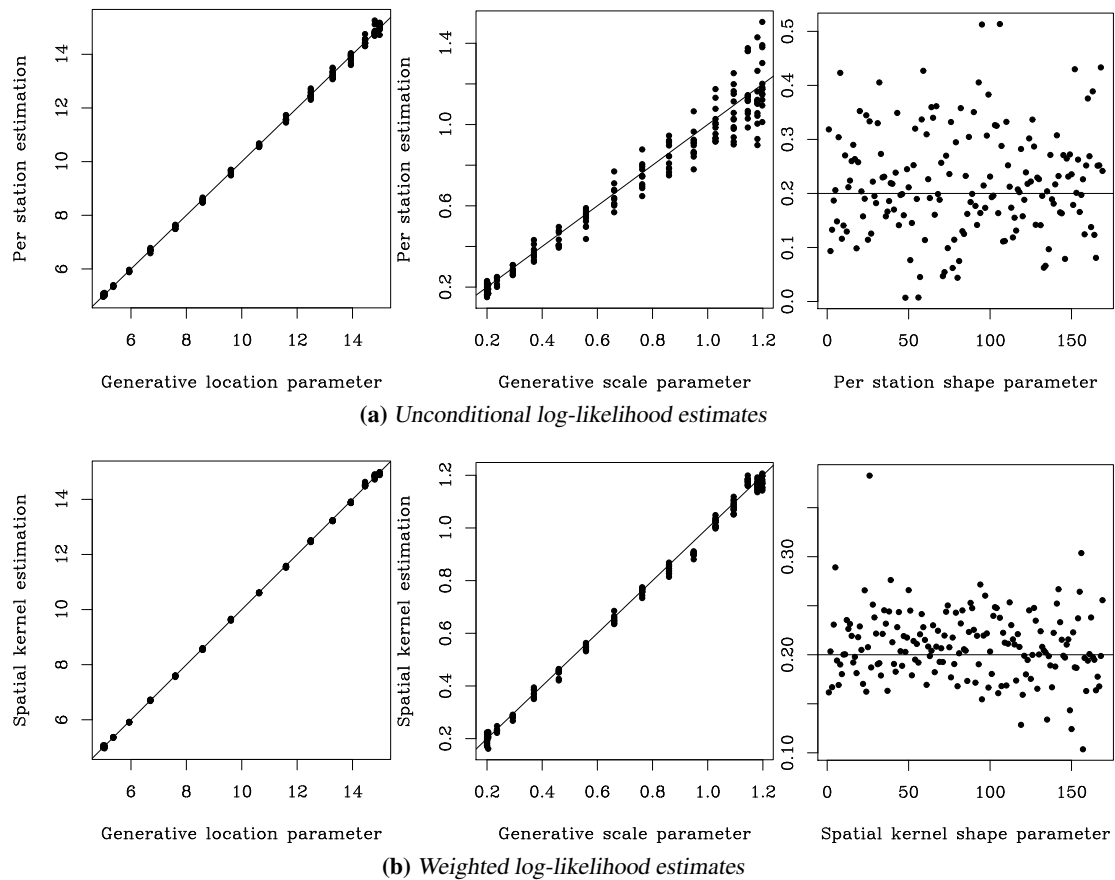 Per station estimation
6 8 10 12 14
6 8 10 12 14
Generative location parameter
Per station estimation
0.2 0.6 1.0 1.4
0.2 0.4 0.6 0.8 1.0 1.2
Generative scale parameter
0.0 0.1 0.2 0.3 0.4 0.5
0 50 100 150
Per station shape parameter
(a) Unconditional log-likelihood estimates
Spatial kernel estimation
6 8 10 12 14
6 8 10 12 14
Generative location parameter
Spatial kernel estimation
0.2 0.4 0.6 0.8 1.0 1.2
0.2 0.4 0.6 0.8 1.0 1.2
Generative scale parameter
0.10 0.20 0.30
0 50 100 150
Spatial kernel shape parameter
(b) Weighted log-likelihood estimates